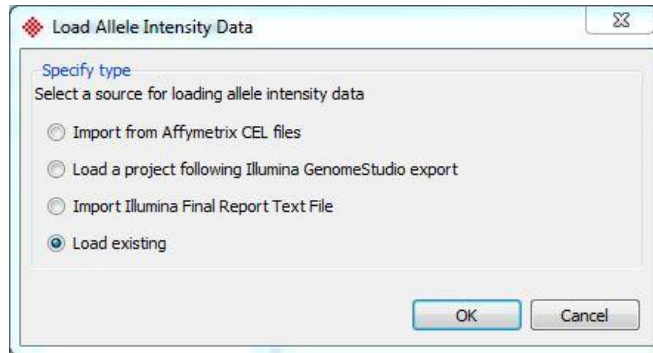 Load Allele Intensity Data
Specify type
Select a source for loading allele intensity data
Import from Affymetrix CEL files
Load a project following Illumina GenomeStudio export
Import Illumina Final Report Text File
Load existing
OK Cancel